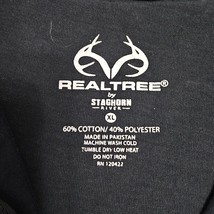 REALTREE
by
STAGHORN
RIVER
XL
60% COTTON/ 40% POLYESTER
MADE IN PAKISTAN
MACHINE WASH COLD
TUMBLE DRY LOW HEAT
DO NOT IRON
RN 120422